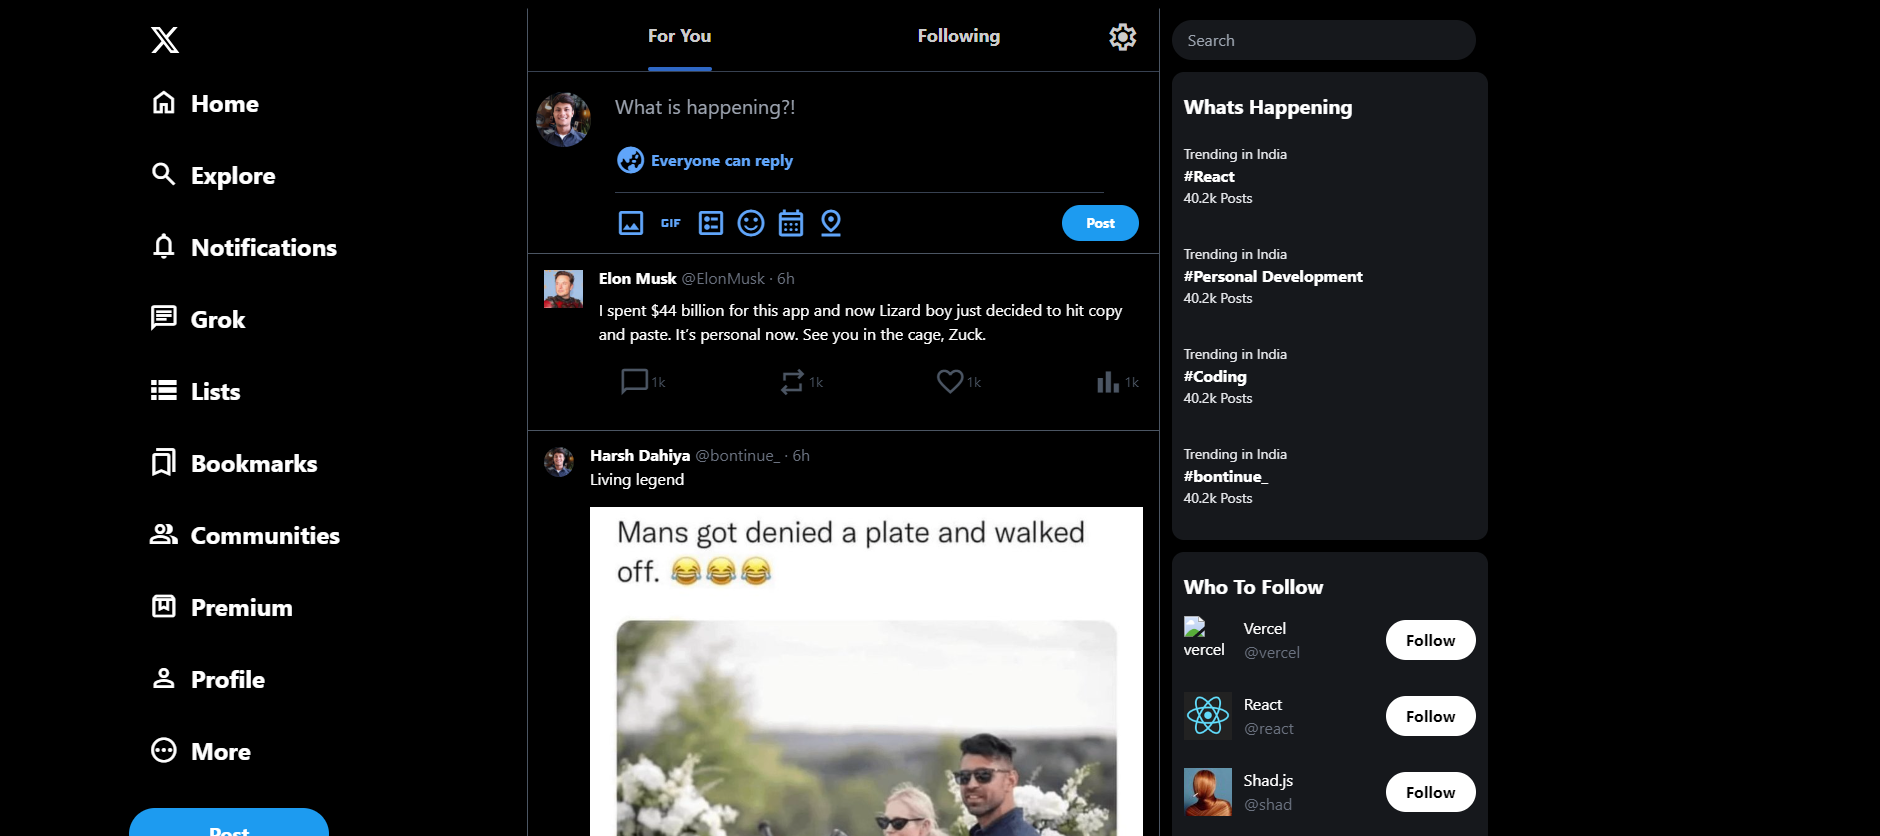 Home
Explore
Notifications
Grok
Lists
Bookmarks
Communities
Premium
Profile
More
Post
For You
Following
What is happening?!
Everyone can reply
GIF
Post
Elon Musk @ElonMusk · 6h
I spent $44 billion for this app and now Lizard boy just decided to hit copy
and paste. It’s personal now. See you in the cage, Zuck.
1k
1k
1k
1k
Harsh Dahiya @bontinue_ · 6h
Living legend
Mans got denied a plate and walked
off. 😂😂😂
Search
Whats Happening
Trending in India
#React
40.2k Posts
Trending in India
#Personal Development
40.2k Posts
Trending in India
#Coding
40.2k Posts
Trending in India
#bontinue_
40.2k Posts
Who To Follow
vercel
Vercel
@vercel
Follow
React
@react
Follow
Shad.js
@shad
Follow